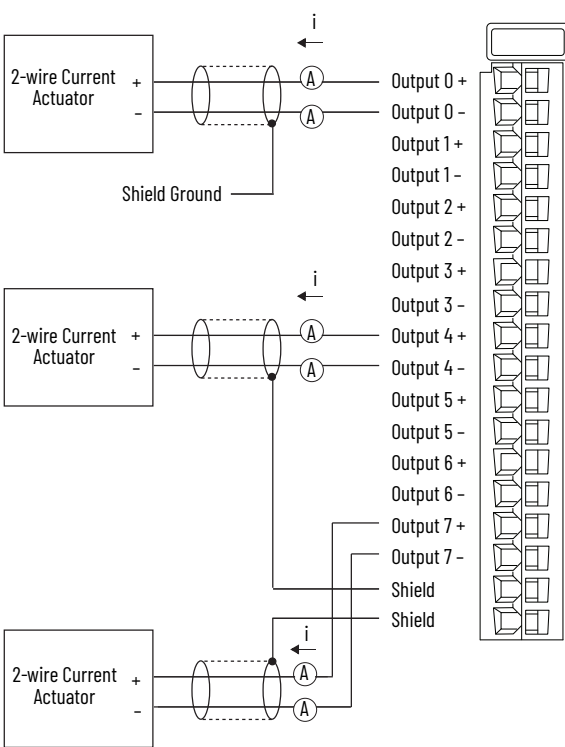 i
2-wire Current
Actuator
+
–
A
A
Shield Ground
i
2-wire Current
Actuator
+
–
A
A
Output 0 +
Output 0 –
Output 1 +
Output 1 –
Output 2 +
Output 2 –
Output 3 +
Output 3 –
Output 4 +
Output 4 –
Output 5 +
Output 5 –
Output 6 +
Output 6 –
Output 7 +
Output 7 –
Shield
Shield
i
2-wire Current
Actuator
+
–
A
A